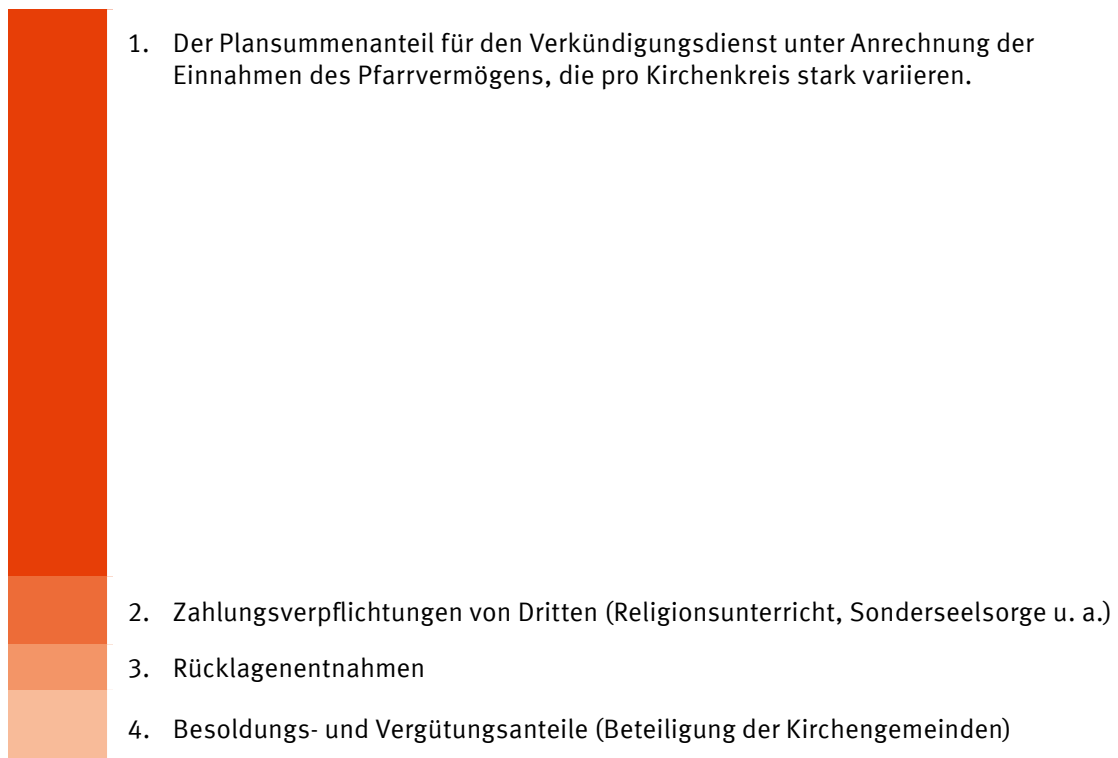 1. Der Plansummenanteil für den Verkündigungsdienst unter Anrechnung der
Einnahmen des Pfarrvermögens, die pro Kirchenkreis stark variieren.
2. Zahlungsverpflichtungen von Dritten (Religionsunterricht, Sonderseelsorge u. a.)
3. Rücklagenentnahmen
4. Besoldungs- und Vergütungsanteile (Beteiligung der Kirchengemeinden)